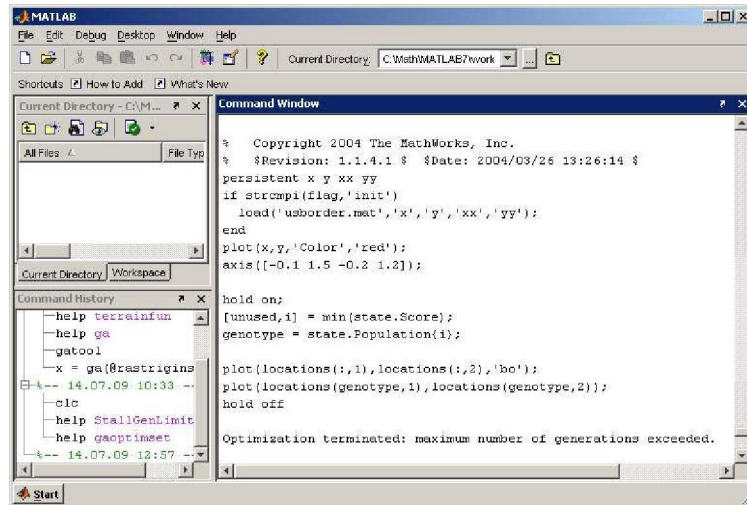 MATLAB
File Edit Debug Desktop Window Help
Current Directory: C:\Math\MATLAB7\work
Shortcuts How to Add What's New
Current Directory - C:\M...
All Files File Typ
Current Directory Workspace
Command History
help terrainfun
help ga
gatool
x = ga(@rastrigins
%-- 14.07.09 10:33 --
clc
help StallGenLimit
help gaoptimset
%-- 14.07.09 12:57 --
Command Window
% Copyright 2004 The MathWorks, Inc.
% $Revision: 1.1.4.1 $ $Date: 2004/03/26 13:26:14 $
persistent x y xx yy
if strcmpi(flag,'init')
load('usborder.mat','x','y','xx','yy');
end
plot(x,y,'Color','red');
axis([-0.1 1.5 -0.2 1.2]);
hold on;
[unused,i] = min(state.Score);
genotype = state.Population{i};
plot(locations(:,1),locations(:,2),'bo');
plot(locations(genotype,1),locations(genotype,2));
hold off
Optimization terminated: maximum number of generations exceeded.
Start